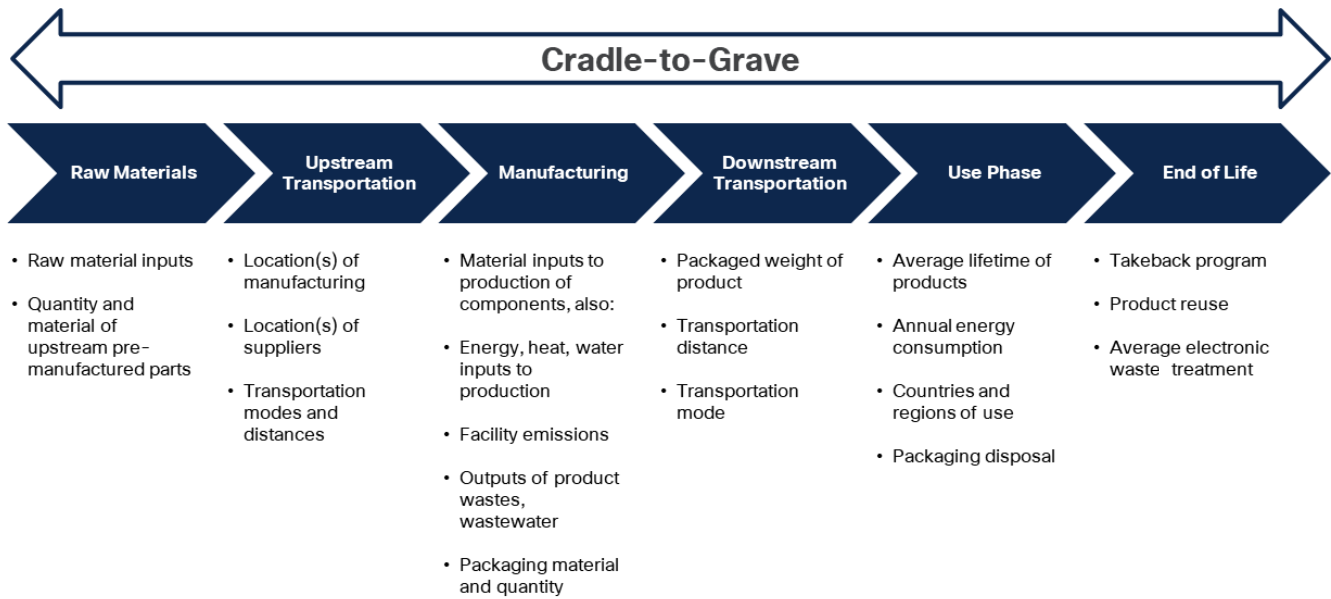 Cradle-to-Grave
Raw Materials
Upstream
Transportation
Manufacturing
Downstream
Transportation
Use Phase
End of Life
• Raw material inputs
• Quantity and
material of
upstream pre-
manufactured parts
• Location(s) of
manufacturing
• Location(s) of
suppliers
• Transportation
modes and
distances
• Material inputs to
production of
components, also:
• Energy, heat, water
inputs to
production
• Facility emissions
• Outputs of product
wastes,
wastewater
• Packaging material
and quantity
• Packaged weight of
product
• Transportation
distance
• Transportation
mode
• Average lifetime of
products
• Annual energy
consumption
• Countries and
regions of use
• Packaging disposal
• Takeback program
• Product reuse
• Average electronic
waste treatment